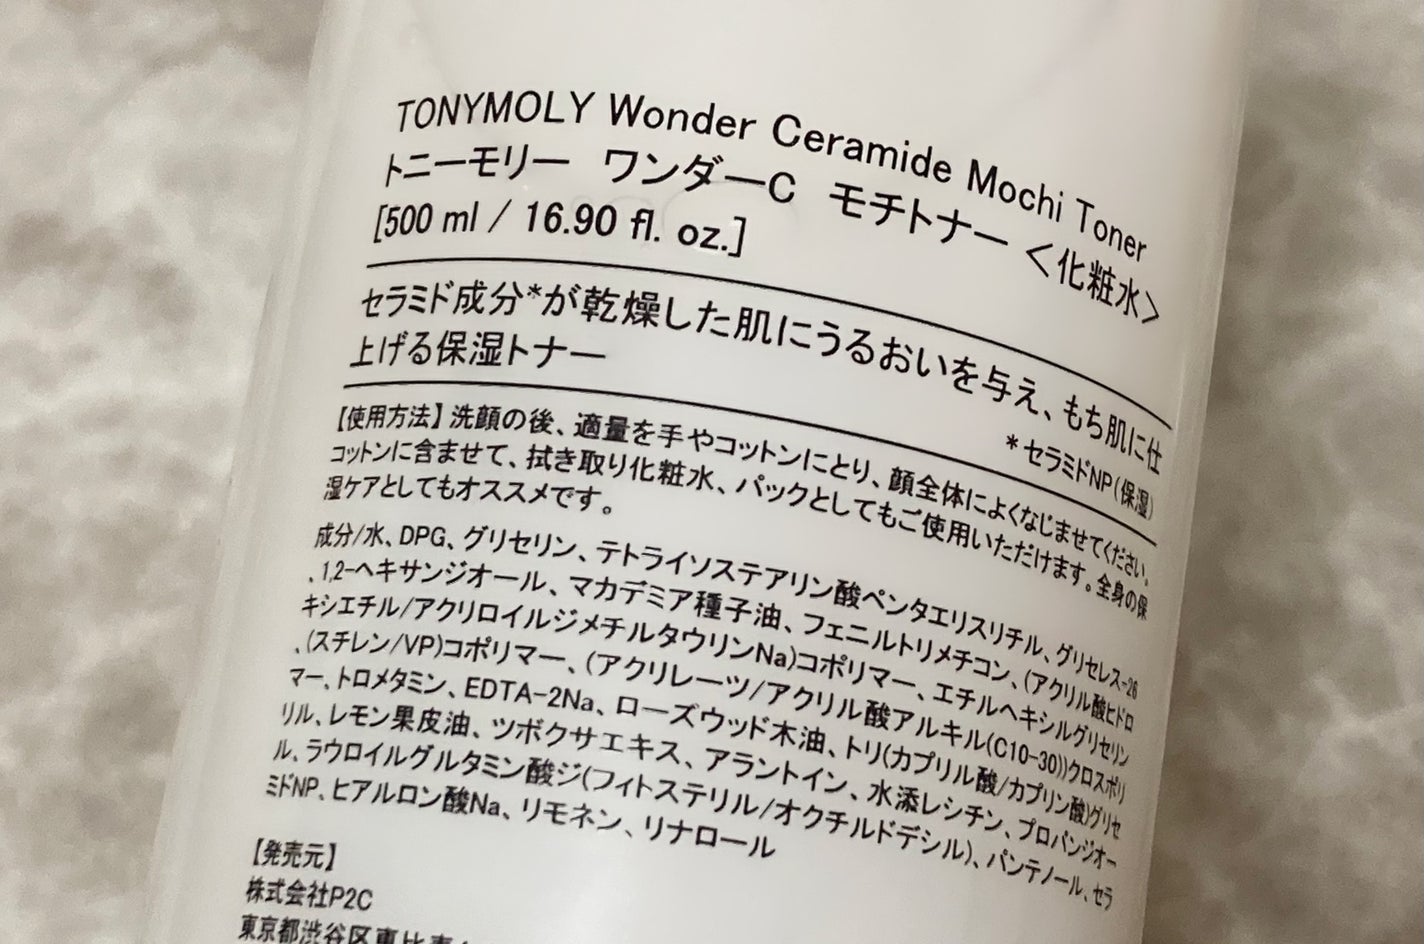 TONYMOLY Wonder Ceramide Mochi Toner
トニーモリー ワンダーC モチトナー <化粧水>
[500 ml / 16.90 fl. oz.]
セラミド成分*が乾燥した肌にうるおいを与え、もち肌に仕
上げる保湿トナー
*セラミドNP(保湿)
【使用方法】洗顔の後、適量を手やコットンにとり、顔全体によくなじませてください。
コットンに含ませて、拭き取り化粧水、パックとしてもご使用いただけます。全身の保
湿ケアとしてもオススメです。
成分/水、DPG、グリセリン、テトライソステアリン酸ペンタエリスリチル、グリセレス-26
、1,2-ヘキサンジオール、マカデミア種子油、フェニルトリメチコン、(アクリル酸ヒドロ
キシエチル/アクリロイルジメチルタウリンNa)コポリマー、エチルヘキシルグリセリン
、(スチレン/VP)コポリマー、(アクリレーツ/アクリル酸アルキル(C10-30))クロスポリ
マー、トロメタミン、EDTA-2Na、ローズウッド木油、トリ(カプリル酸/カプリン酸)グリセ
リル、レモン果皮油、ツボクサエキス、アラントイン、水添レシチン、プロパンジオー
ル、ラウロイルグルタミン酸ジ(フィトステリル/オクチルドデシル)、パンテノール、セラ
ミドNP、ヒアルロン酸Na、リモネン、リナロール
【発売元】
株式会社P2C
東京都渋谷区恵比寿